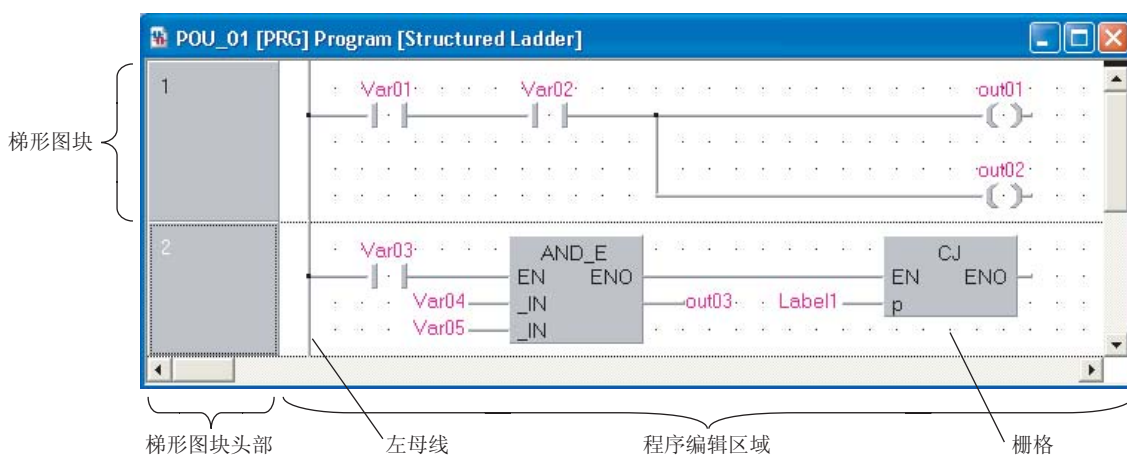 POU_01 [PRG] Program [Structured Ladder]
1
Var01
Var02
out01
梯形图块
out02
2
Var03
AND_E
CJ
EN ENO
EN ENO
Var04
_IN
out03
Label1
p
Var05
_IN
梯形图块头部
左母线
程序编辑区域
栅格